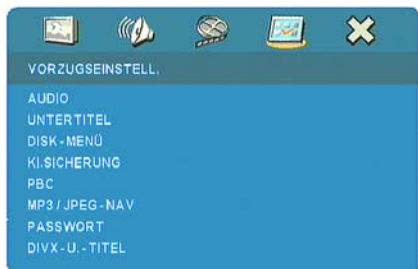 VORZUGSEINSTELL.
AUDIO
UNTERTITEL
DISK-MENÜ
KI.SICHERUNG
PBC
MP3/JPEG-NAV
PASSWORT
DIVX-U.-TITEL